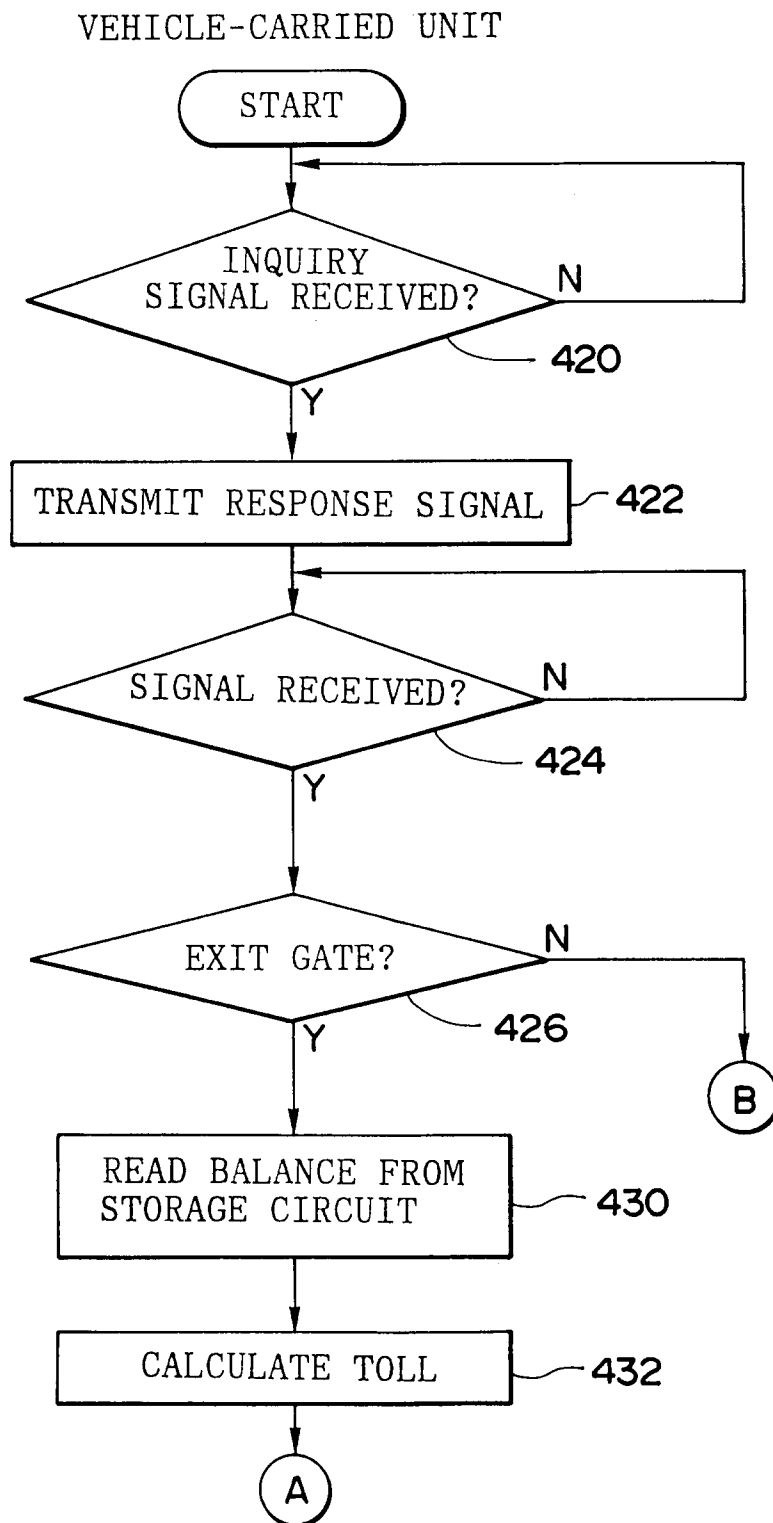 VEHICLE-CARRIED UNIT
START
INQUIRY
SIGNAL RECEIVED?
N
420
Y
TRANSMIT RESPONSE SIGNAL
422
SIGNAL RECEIVED?
N
424
Y
EXIT GATE?
N
426
Y
B
READ BALANCE FROM
STORAGE CIRCUIT
430
CALCULATE TOLL
432
A